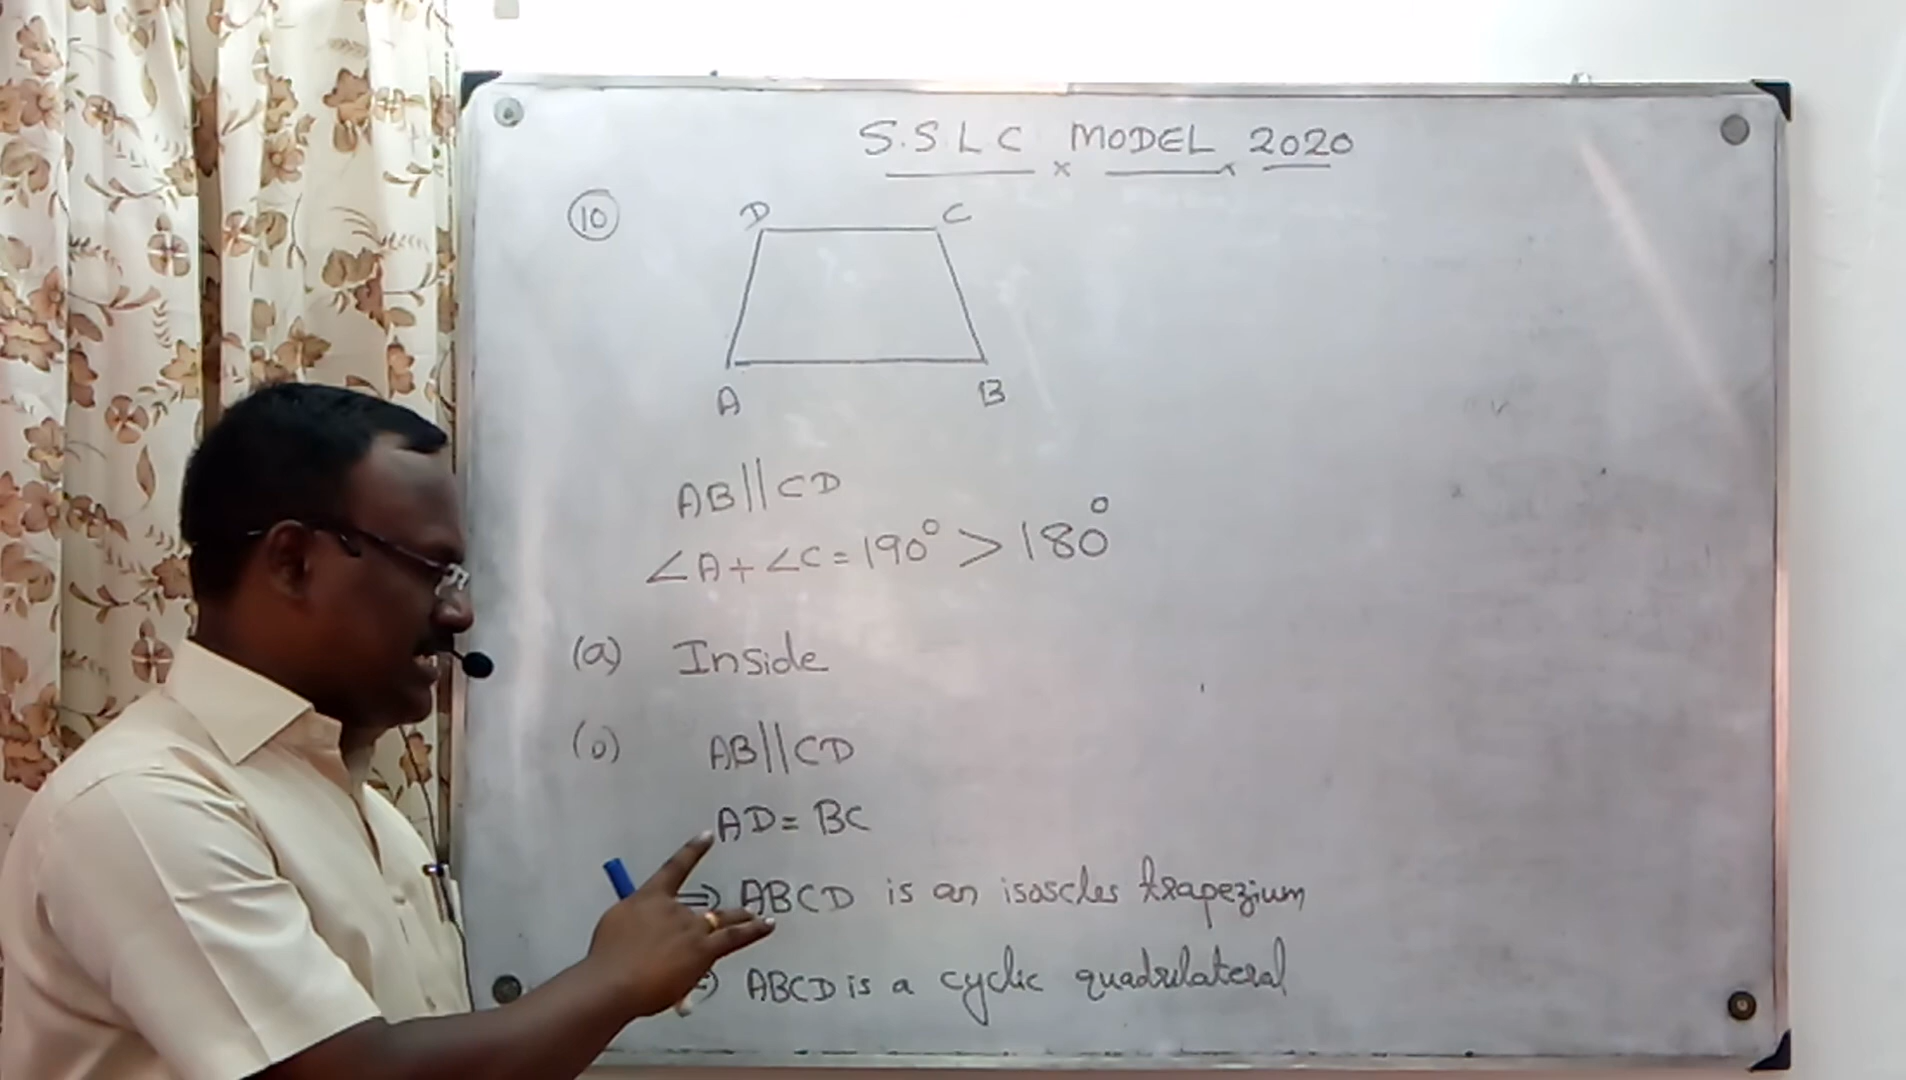 S.S.L.C MODEL 2020
10
D C
A B
AB||CD
∠A+∠C=190° > 180°
(a) Inside
(b) AB||CD
AD = BC
⇒ ABCD is an isoscles trapezium
ABCD is a cyclic quadrilateral